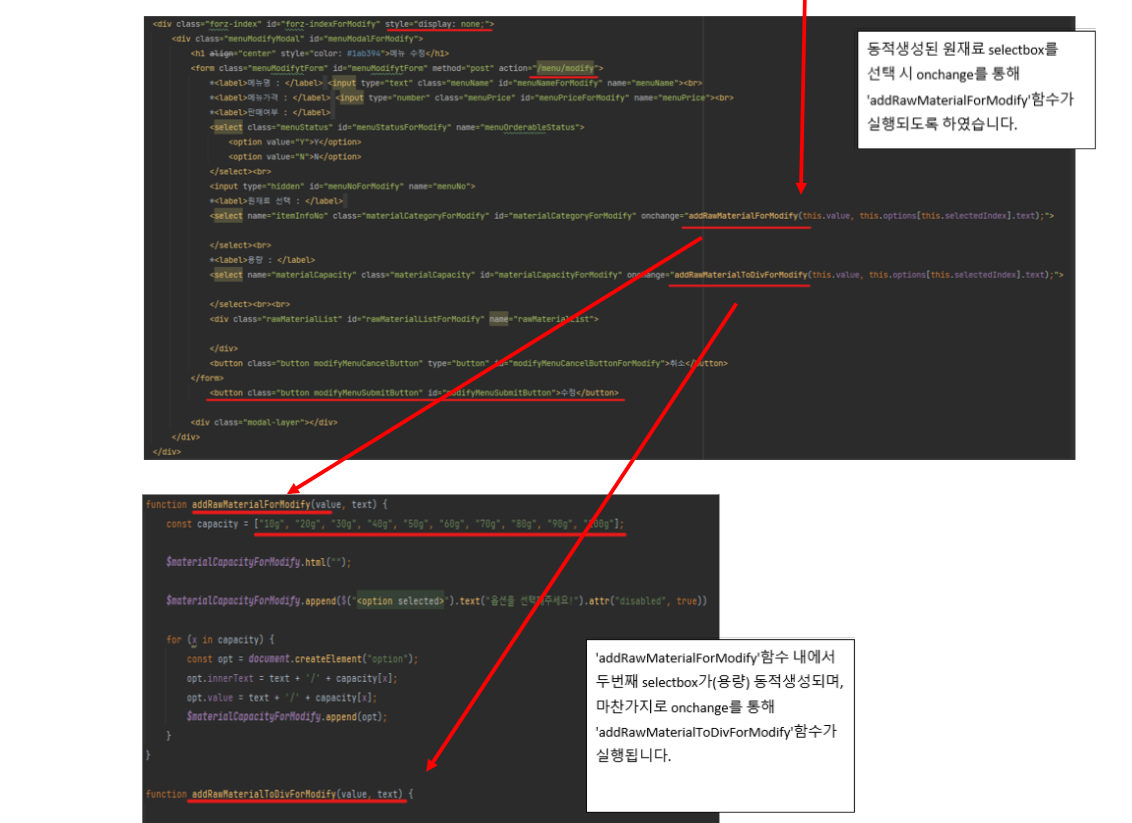 <div class="forz-index" id="forz-indexForModify" style="display: none;">
<div class="menuModifyModal" id="menuModalForModify">
<h1 align="center" style="color: #1ab394">메뉴 수정</h1>
<form class="menuModifytForm" id="menuModifytForm" method="post" action="/menu/modify">
*<label>메뉴명 : </label> <input type="text" class="menuName" id="menuNameForModify" name="menuName"><br>
*<label>메뉴가격 : </label> <input type="number" class="menuPrice" id="menuPriceForModify" name="menuPrice"><br>
*<label>판매여부 : </label>
<select class="menuStatus" id="menuStatusForModify" name="menuOrderableStatus">
<option value="Y">Y</option>
<option value="N">N</option>
</select><br>
<input type="hidden" id="menuNoForModify" name="menuNo">
*<label>원재료 선택 : </label>
<select name="itemInfoNo" class="materialCategoryForModify" id="materialCategoryForModify" onchange="addRawMaterialForModify(this.value, this.options[this.selectedIndex].text);">
</select><br>
*<label>용량 : </label>
<select name="materialCapacity" class="materialCapacity" id="materialCapacityForModify" onchange="addRawMaterialToDivForModify(this.value, this.options[this.selectedIndex].text);">
</select><br><br>
<div class="rawMaterialList" id="rawMaterialListForModify" name="rawMaterialList">
</div>
<button class="button modifyMenuCancelButton" type="button" id="modifyMenuCancelButtonForModify">취소</button>
</form>
<button class="button modifyMenuSubmitButton" id="modifyMenuSubmitButton">수정</button>
<div class="modal-layer"></div>
</div>
</div>
동적생성된 원재료 selectbox를
선택 시 onchange를 통해
'addRawMaterialForModify'함수가
실행되도록 하였습니다.
function addRawMaterialForModify(value, text) {
const capacity = ["10g", "20g", "30g", "40g", "50g", "60g", "70g", "80g", "90g", "100g"];
$materialCapacityForModify.html("");
$materialCapacityForModify.append($("<option selected>").text("옵션를 선택해주세요!").attr("disabled", true))
for (x in capacity) {
const opt = document.createElement("option");
opt.innerText = text + '/' + capacity[x];
opt.value = text + '/' + capacity[x];
$materialCapacityForModify.append(opt);
}
}
function addRawMaterialToDivForModify(value, text) {
'addRawMaterialForModify'함수 내에서
두번째 selectbox가(용량) 동적생성되며,
마찬가지로 onchange를 통해
'addRawMaterialToDivForModify'함수가
실행됩니다.